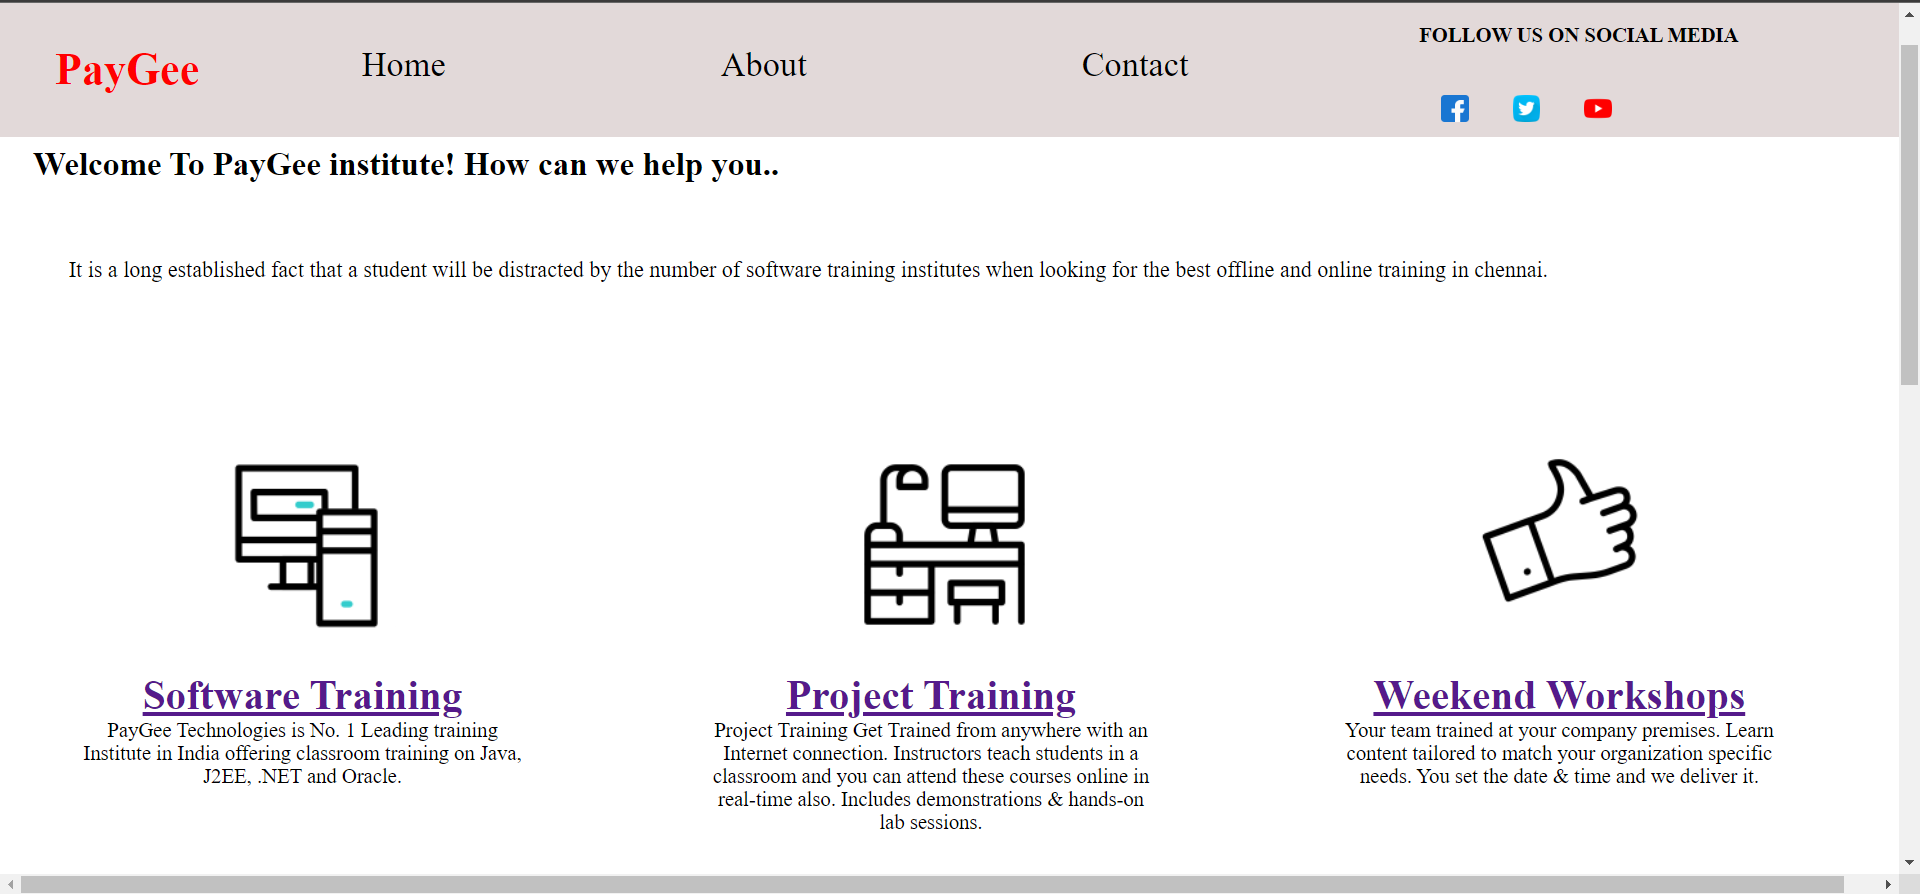 PayGee
Home
About
Contact
FOLLOW US ON SOCIAL MEDIA
Welcome To PayGee institute! How can we help you..
It is a long established fact that a student will be distracted by the number of software training institutes when looking for the best offline and online training in chennai.
Software Training
PayGee Technologies is No. 1 Leading training
Institute in India offering classroom training on Java,
J2EE, .NET and Oracle.
Project Training
Project Training Get Trained from anywhere with an
Internet connection. Instructors teach students in a
classroom and you can attend these courses online in
real-time also. Includes demonstrations & hands-on
lab sessions.
Weekend Workshops
Your team trained at your company premises. Learn
content tailored to match your organization specific
needs. You set the date & time and we deliver it.